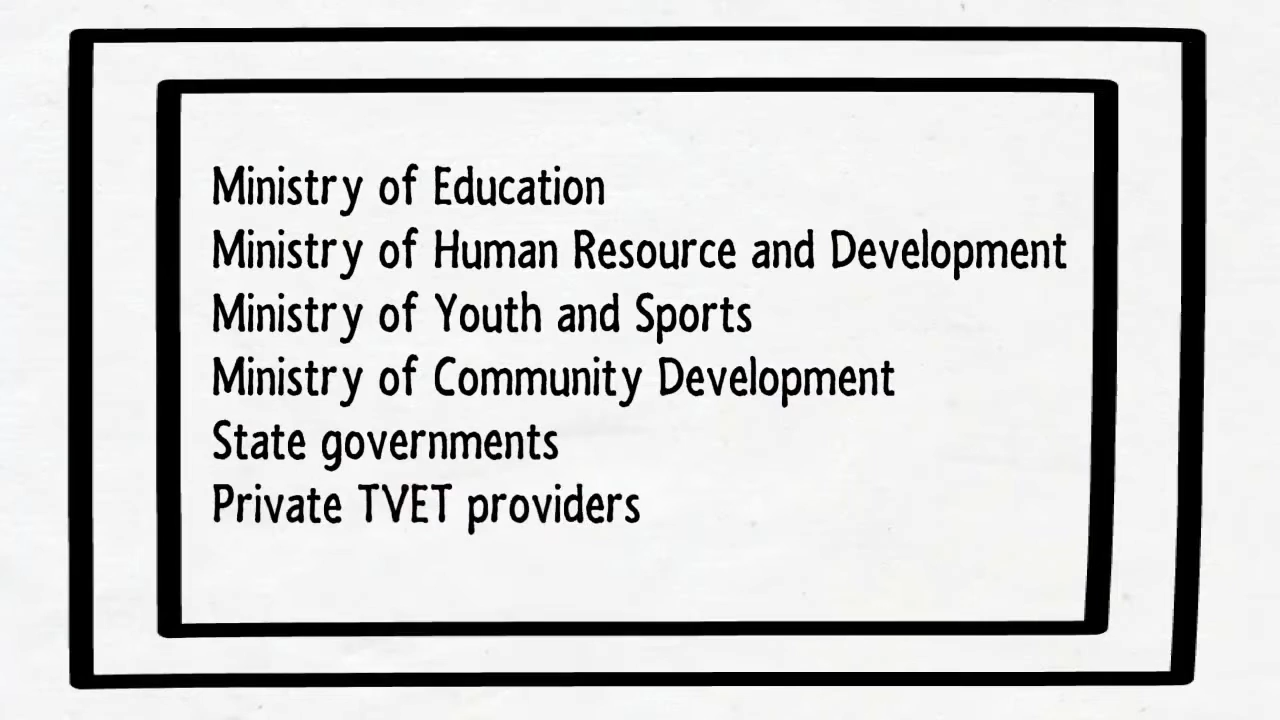 Ministry of Education
Ministry of Human Resource and Development
Ministry of Youth and Sports
Ministry of Community Development
State governments
Private TVET providers